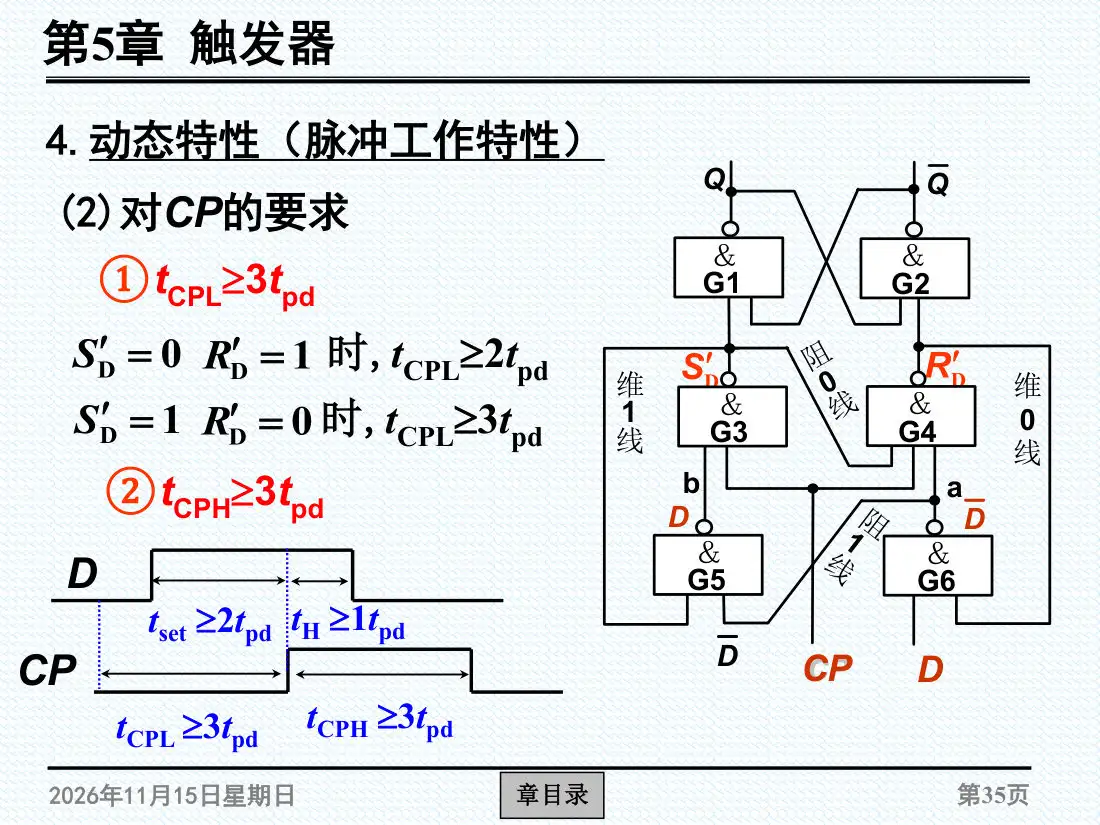 第5章 触发器
4.动态特性（脉冲工作特性）
(2)对CP的要求
①tCPL≥3tpd
S′D = 0 R′D = 1 时,tCPL≥2tpd
S′D = 1 R′D = 0 时,tCPL≥3tpd
②tCPH≥3tpd
D
tset ≥2tpd tH ≥1tpd
CP
tCPL ≥3tpd tCPH ≥3tpd
Q Q̅
& &
G1 G2
S′D R′D
维1线 阻0线 维0线
& &
G3 G4
b a
D D̅
阻1线
& &
G5 G6
D̅ CP D
2026年11月15日星期日 章目录 第35页